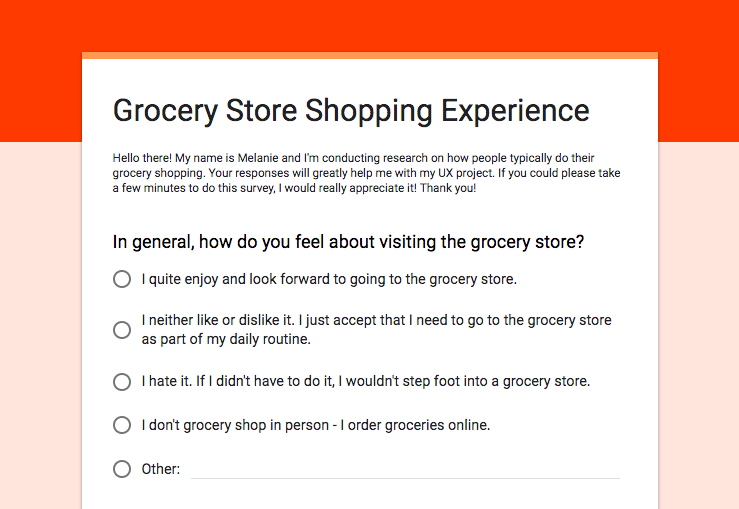 Grocery Store Shopping Experience
Hello there! My name is Melanie and I'm conducting research on how people typically do their
grocery shopping. Your responses will greatly help me with my UX project. If you could please take
a few minutes to do this survey, I would really appreciate it! Thank you!
In general, how do you feel about visiting the grocery store?
I quite enjoy and look forward to going to the grocery store.
I neither like or dislike it. I just accept that I need to go to the grocery store
as part of my daily routine.
I hate it. If I didn't have to do it, I wouldn't step foot into a grocery store.
I don't grocery shop in person - I order groceries online.
Other: